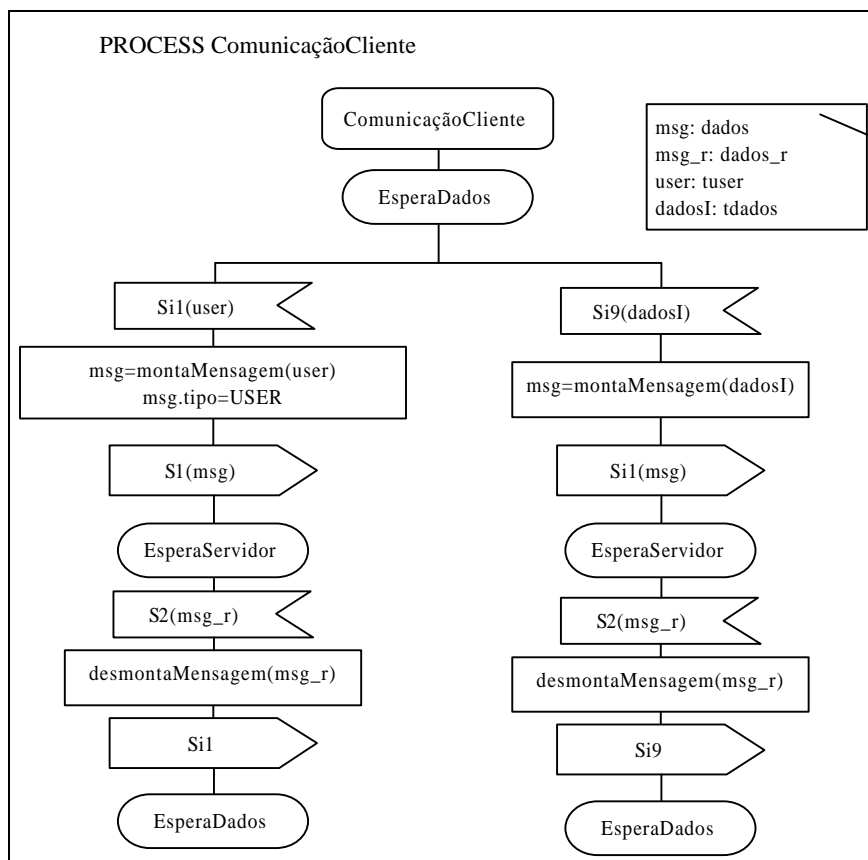 PROCESS ComunicaçãoCliente
ComunicaçãoCliente
msg: dados
msg_r: dados_r
user: tuser
dadosI: tdados
EsperaDados
Si1(user)
msg=montaMensagem(user)
msg.tipo=USER
S1(msg)
EsperaServidor
S2(msg_r)
desmontaMensagem(msg_r)
Si1
EsperaDados
Si9(dadosI)
msg=montaMensagem(dadosI)
Si1(msg)
EsperaServidor
S2(msg_r)
desmontaMensagem(msg_r)
Si9
EsperaDados